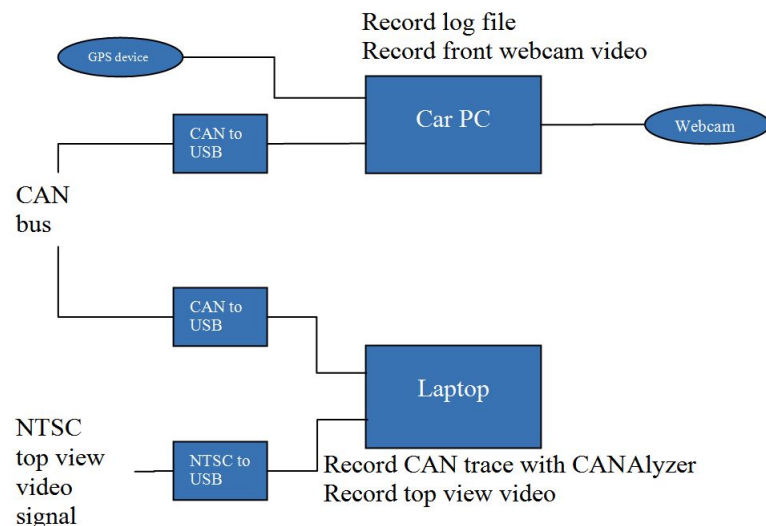 Record log file
Record front webcam video
GPS device
Car PC
Webcam
CAN to
USB
CAN
bus
CAN to
USB
Laptop
NTSC
top view
video
signal
NTSC to
USB
Record CAN trace with CANAlyzer
Record top view video